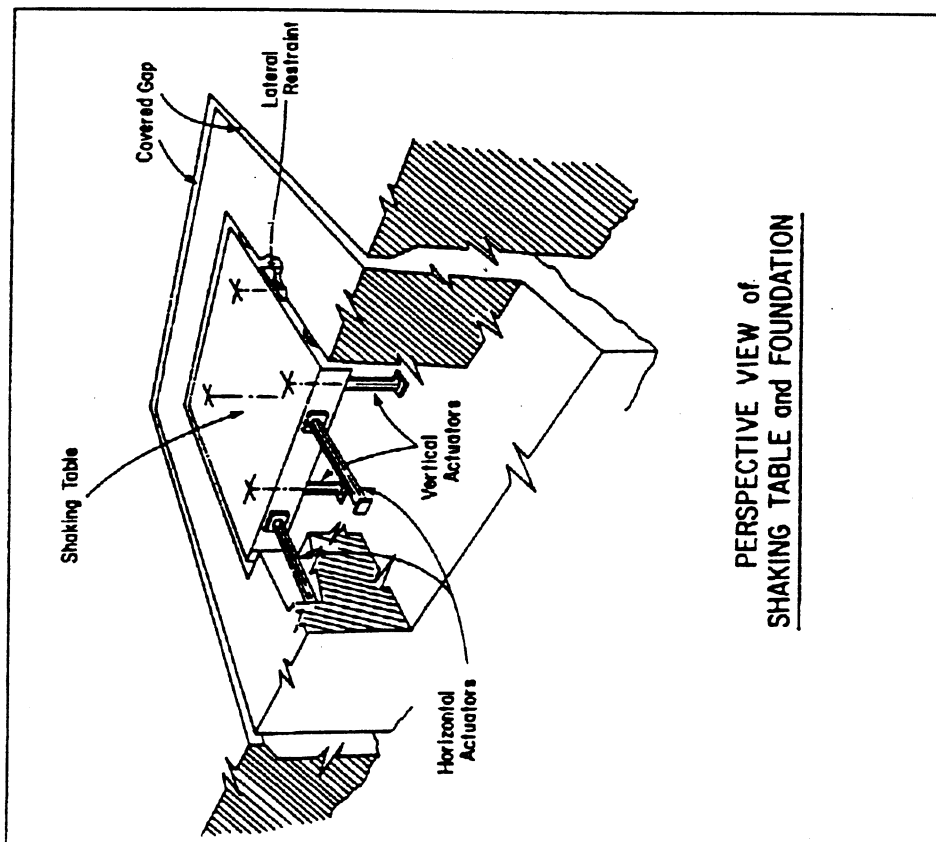 Covered Gap
Lateral
Restraint
Shaking Table
Vertical
Actuators
Horizontal
Actuators
PERSPECTIVE VIEW of
SHAKING TABLE and FOUNDATION